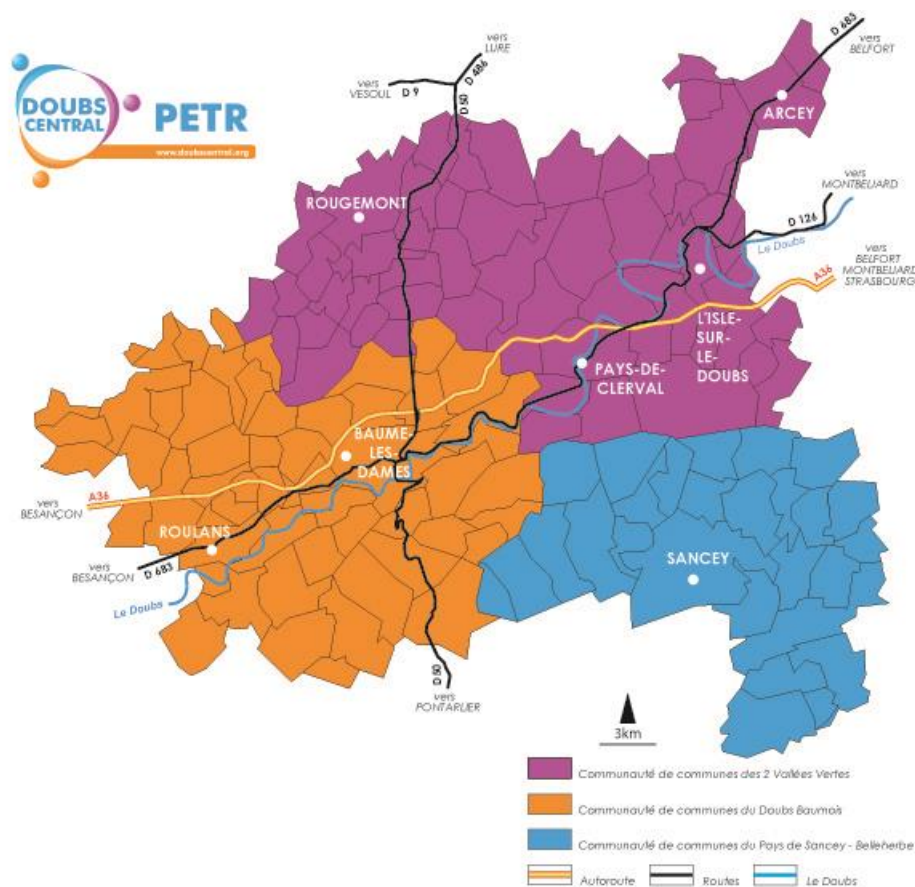 DOUBS
CENTRAL
PETR
www.doubscentral.org
vers
LURE
vers
VESOUL
D 9
D 486
D 50
D 683
vers
BELFORT
ARCEY
vers
MONTBELIARD
D 126
Le Doubs
ROUGEMONT
vers
BELFORT
MONTBELIARD
STRASBOURG
A36
L'ISLE-
SUR-
LE-
DOUBS
PAYS-DE-
CLERVAL
BAUME-
LES-
DAMES
A36
vers
BESANÇON
ROULANS
vers
BESANÇON
D 683
Le Doubs
SANCEY
D 50
vers
PONTARLIER
3km
Communauté de communes des 2 Vallées Vertes
Communauté de communes du Doubs Baumois
Communauté de communes du Pays de Sancey - Belleherbe
Autoroute
Routes
Le Doubs